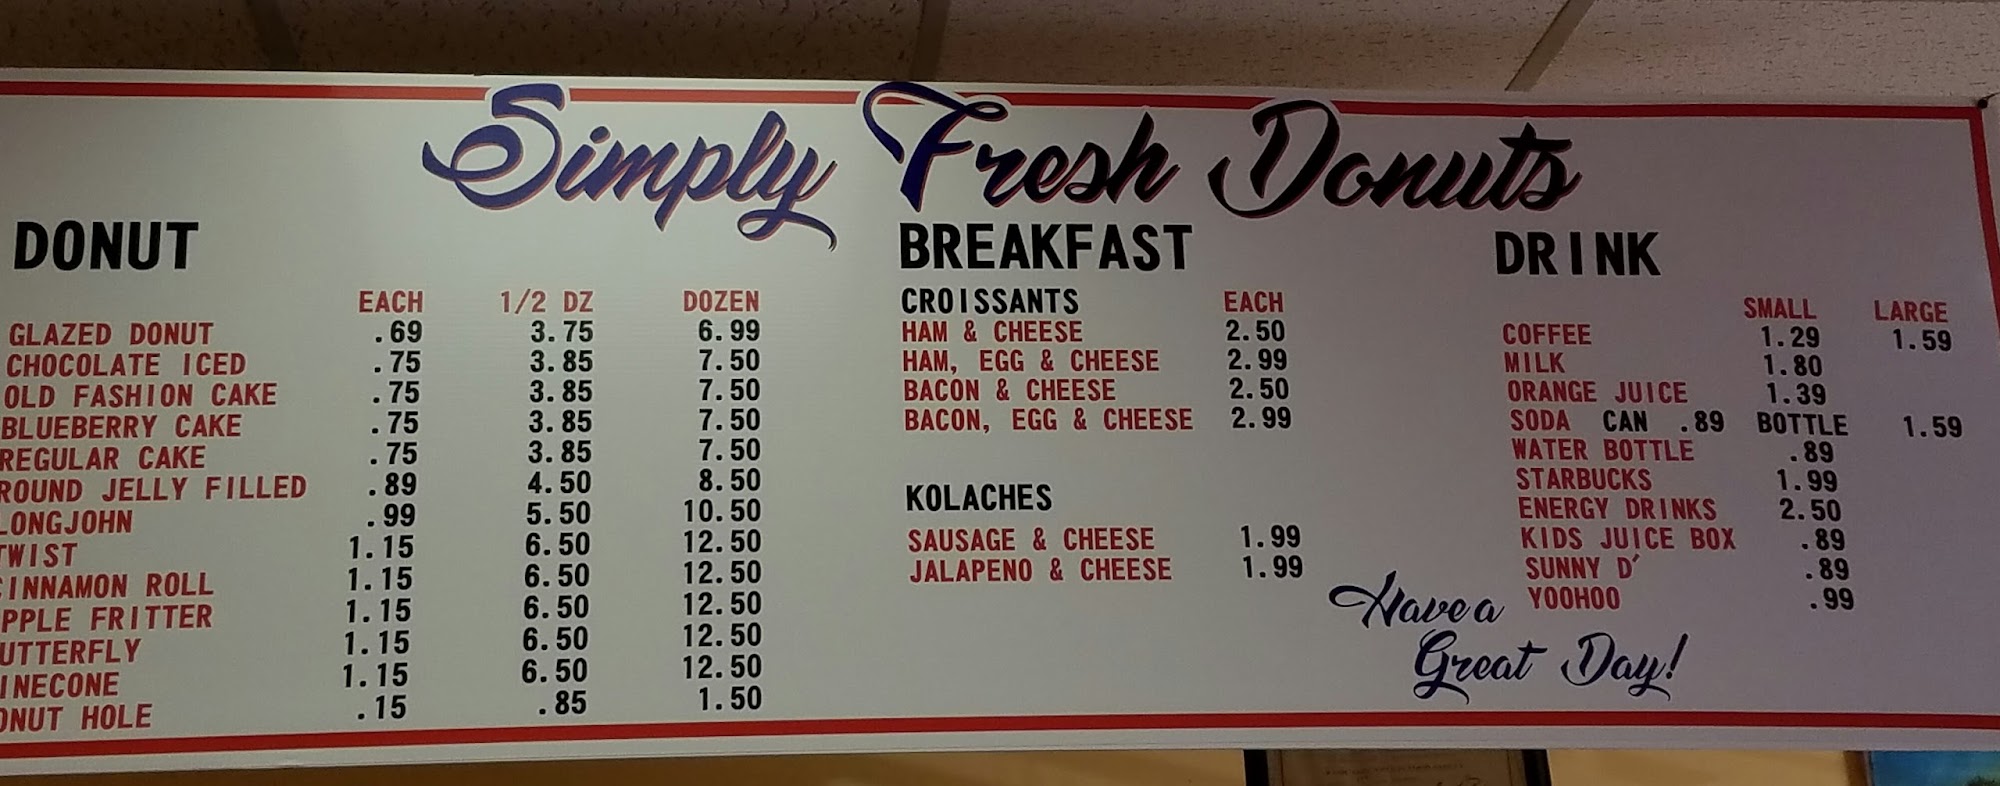 Simply Fresh Donuts
DONUT
EACH 1/2 DZ DOZEN
GLAZED DONUT .69 3.75 6.99
CHOCOLATE ICED .75 3.85 7.50
OLD FASHION CAKE .75 3.85 7.50
BLUEBERRY CAKE .75 3.85 7.50
REGULAR CAKE .75 3.85 7.50
ROUND JELLY FILLED .89 4.50 8.50
LONGJOHN .99 5.50 10.50
TWIST 1.15 6.50 12.50
CINNAMON ROLL 1.15 6.50 12.50
PPLE FRITTER 1.15 6.50 12.50
UTTERFLY 1.15 6.50 12.50
INECONE 1.15 6.50 12.50
ONUT HOLE .15 .85 1.50
BREAKFAST
CROISSANTS EACH
HAM & CHEESE 2.50
HAM, EGG & CHEESE 2.99
BACON & CHEESE 2.50
BACON, EGG & CHEESE 2.99
KOLACHES
SAUSAGE & CHEESE 1.99
JALAPENO & CHEESE 1.99
DRINK
SMALL LARGE
COFFEE 1.29 1.59
MILK 1.80
ORANGE JUICE 1.39
SODA CAN .89 BOTTLE 1.59
WATER BOTTLE .89
STARBUCKS 1.99
ENERGY DRINKS 2.50
KIDS JUICE BOX .89
SUNNY D' .89
YOOHOO .99
Have a
Great Day!